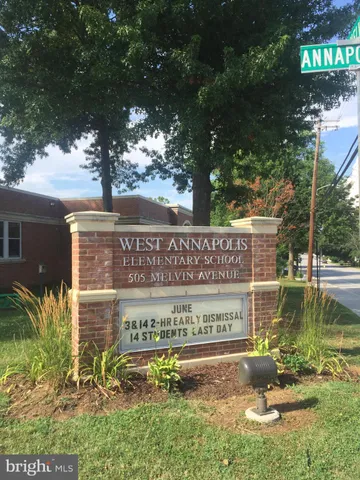 ANNAPO
WEST ANNAPOLIS
ELEMENTARY SCHOOL
505 MELVIN AVENUE
JUNE
3&14 2-HR EARLY DISMISSAL
14 STUDENTS LAST DAY
bright MLS